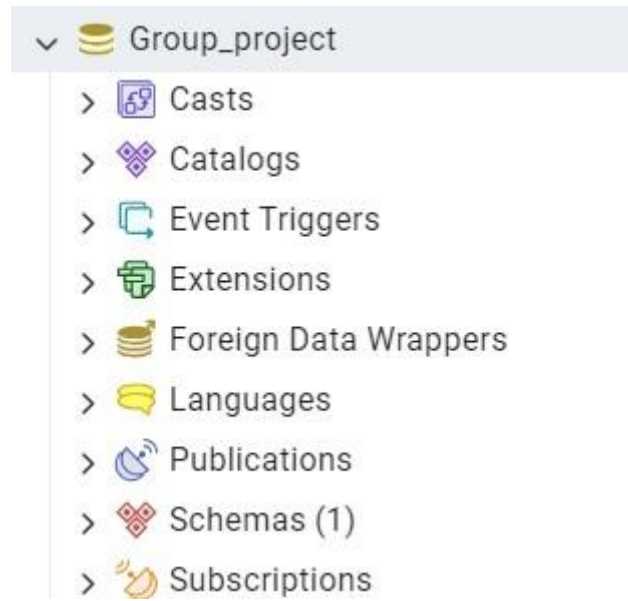 Group_project
Casts
Catalogs
Event Triggers
Extensions
Foreign Data Wrappers
Languages
Publications
Schemas (1)
Subscriptions